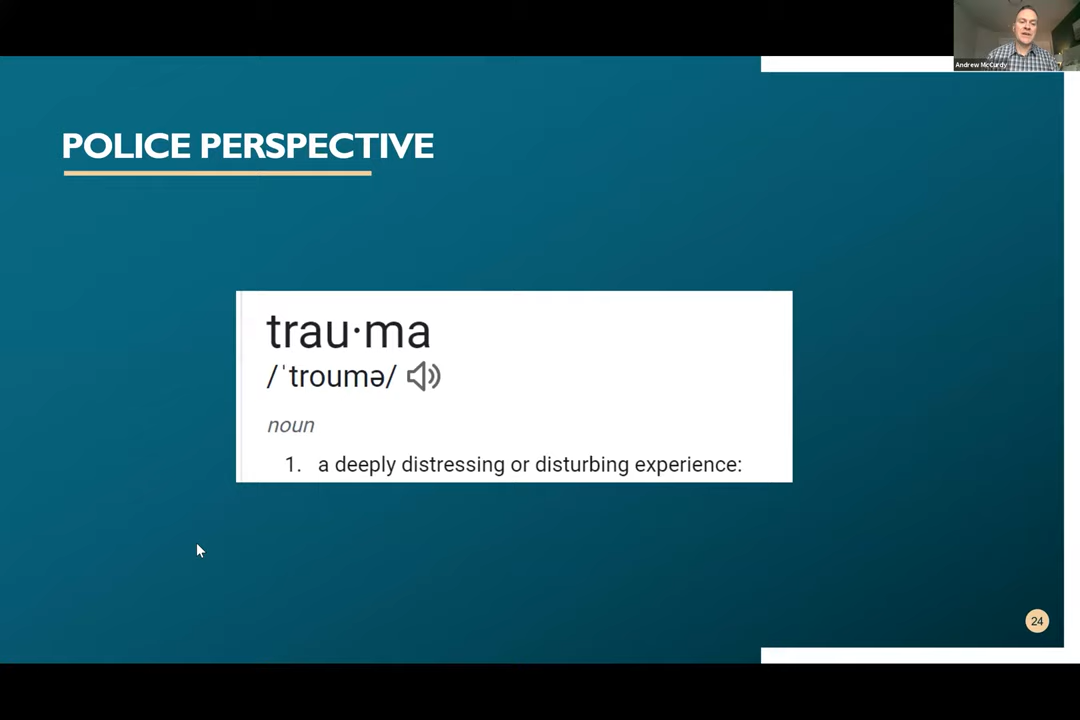 Andrew McCurdy
POLICE PERSPECTIVE
trau·ma
/ˈtroumə/
noun
1. a deeply distressing or disturbing experience:
24